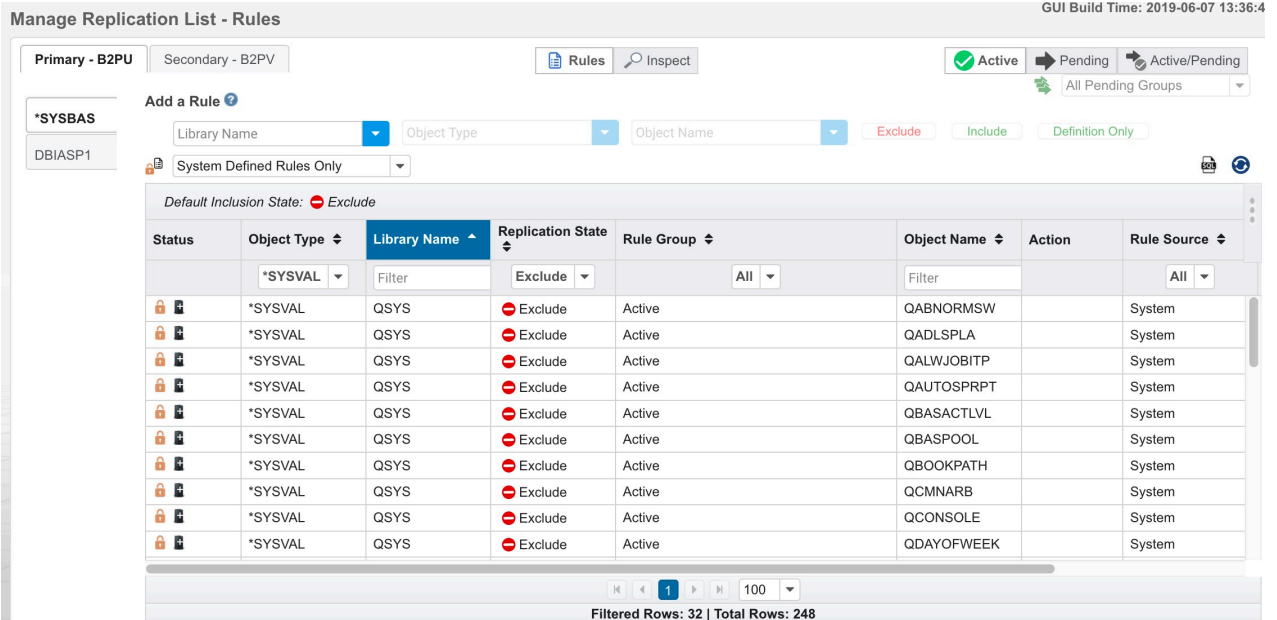 GUI Build Time: 2019-06-07 13:36:4
Manage Replication List - Rules
Primary - B2PU Secondary - B2PV Rules Inspect Active Pending Active/Pending
All Pending Groups
*SYSBAS
DBIASP1
Add a Rule ?
Library Name Object Type Object Name Exclude Include Definition Only
System Defined Rules Only SQL
Default Inclusion State: Exclude
Status Object Type Library Name Replication State Rule Group Object Name Action Rule Source
*SYSVAL Filter Exclude All Filter All
*SYSVAL QSYS Exclude Active QABNORMSW System
*SYSVAL QSYS Exclude Active QADLSPLA System
*SYSVAL QSYS Exclude Active QALWJOBITP System
*SYSVAL QSYS Exclude Active QAUTOSPRPT System
*SYSVAL QSYS Exclude Active QBASACTLVL System
*SYSVAL QSYS Exclude Active QBASPOOL System
*SYSVAL QSYS Exclude Active QBOOKPATH System
*SYSVAL QSYS Exclude Active QCMNARB System
*SYSVAL QSYS Exclude Active QCONSOLE System
*SYSVAL QSYS Exclude Active QDAYOFWEEK System
1 100
Filtered Rows: 32 | Total Rows: 248